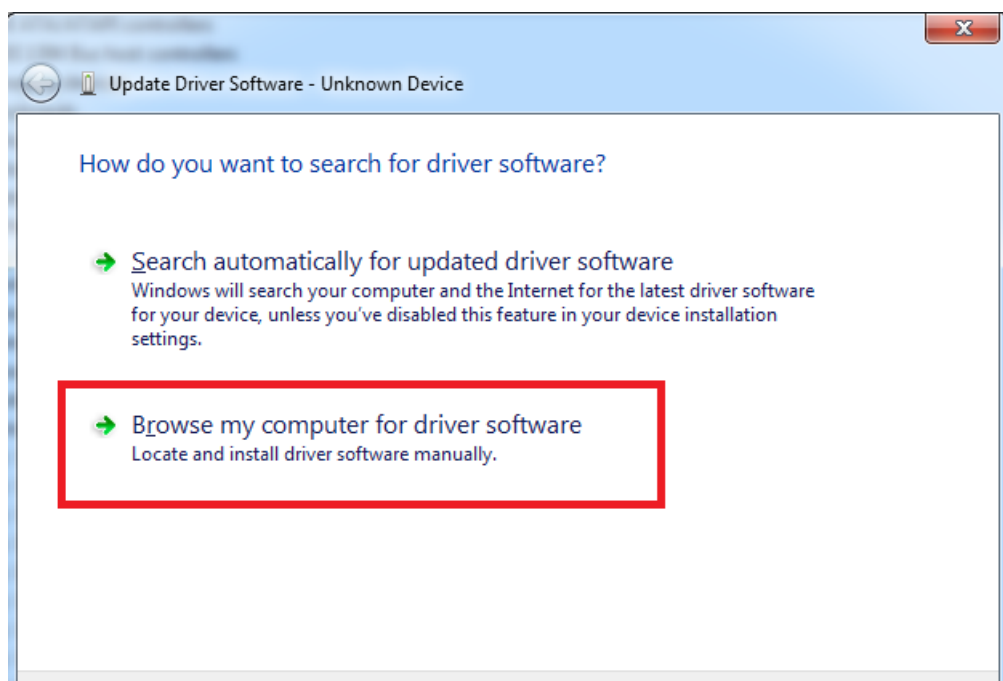 Update Driver Software - Unknown Device
How do you want to search for driver software?
Search automatically for updated driver software
Windows will search your computer and the Internet for the latest driver software
for your device, unless you've disabled this feature in your device installation
settings.
Browse my computer for driver software
Locate and install driver software manually.